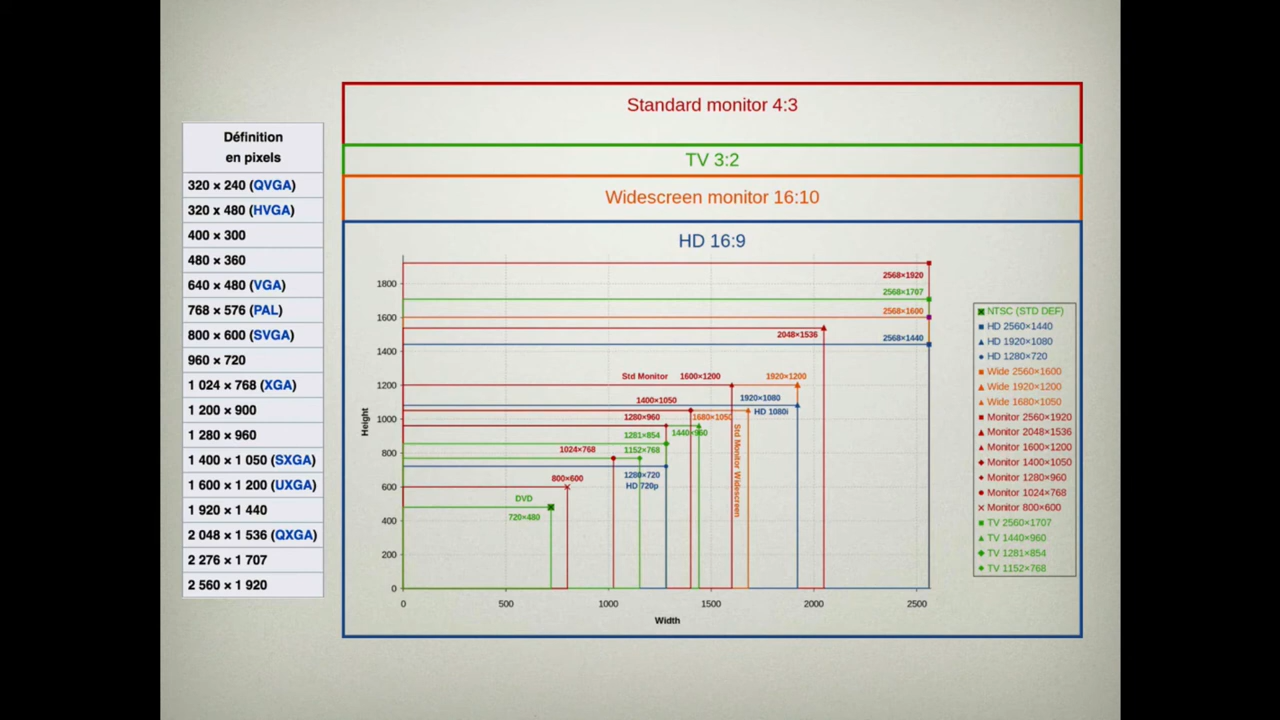 Définition
en pixels
320 × 240 (QVGA)
320 × 480 (HVGA)
400 × 300
480 × 360
640 × 480 (VGA)
768 × 576 (PAL)
800 × 600 (SVGA)
960 × 720
1 024 × 768 (XGA)
1 200 × 900
1 280 × 960
1 400 × 1 050 (SXGA)
1 600 × 1 200 (UXGA)
1 920 × 1 440
2 048 × 1 536 (QXGA)
2 276 × 1 707
2 560 × 1 920
Standard monitor 4:3
TV 3:2
Widescreen monitor 16:10
HD 16:9
Height
1800
1600
1400
1200
1000
800
600
400
200
0
2568×1920
2568×1707
2568×1600
2048×1536
2568×1440
Std Monitor 1600×1200 1920×1200
1400×1050 1920×1080
HD 1080i
1280×960 1680×1050
1281×854 1440×960
1024×768 1152×768
1280×720
HD 720p
800×600
DVD
720×480
Std Monitor Widescreen
0 500 1000 1500 2000 2500
Width
NTSC (STD DEF)
HD 2560×1440
HD 1920×1080
HD 1280×720
Wide 2560×1600
Wide 1920×1200
Wide 1680×1050
Monitor 2560×1920
Monitor 2048×1536
Monitor 1600×1200
Monitor 1400×1050
Monitor 1280×960
Monitor 1024×768
Monitor 800×600
TV 2560×1707
TV 1440×960
TV 1281×854
TV 1152×768